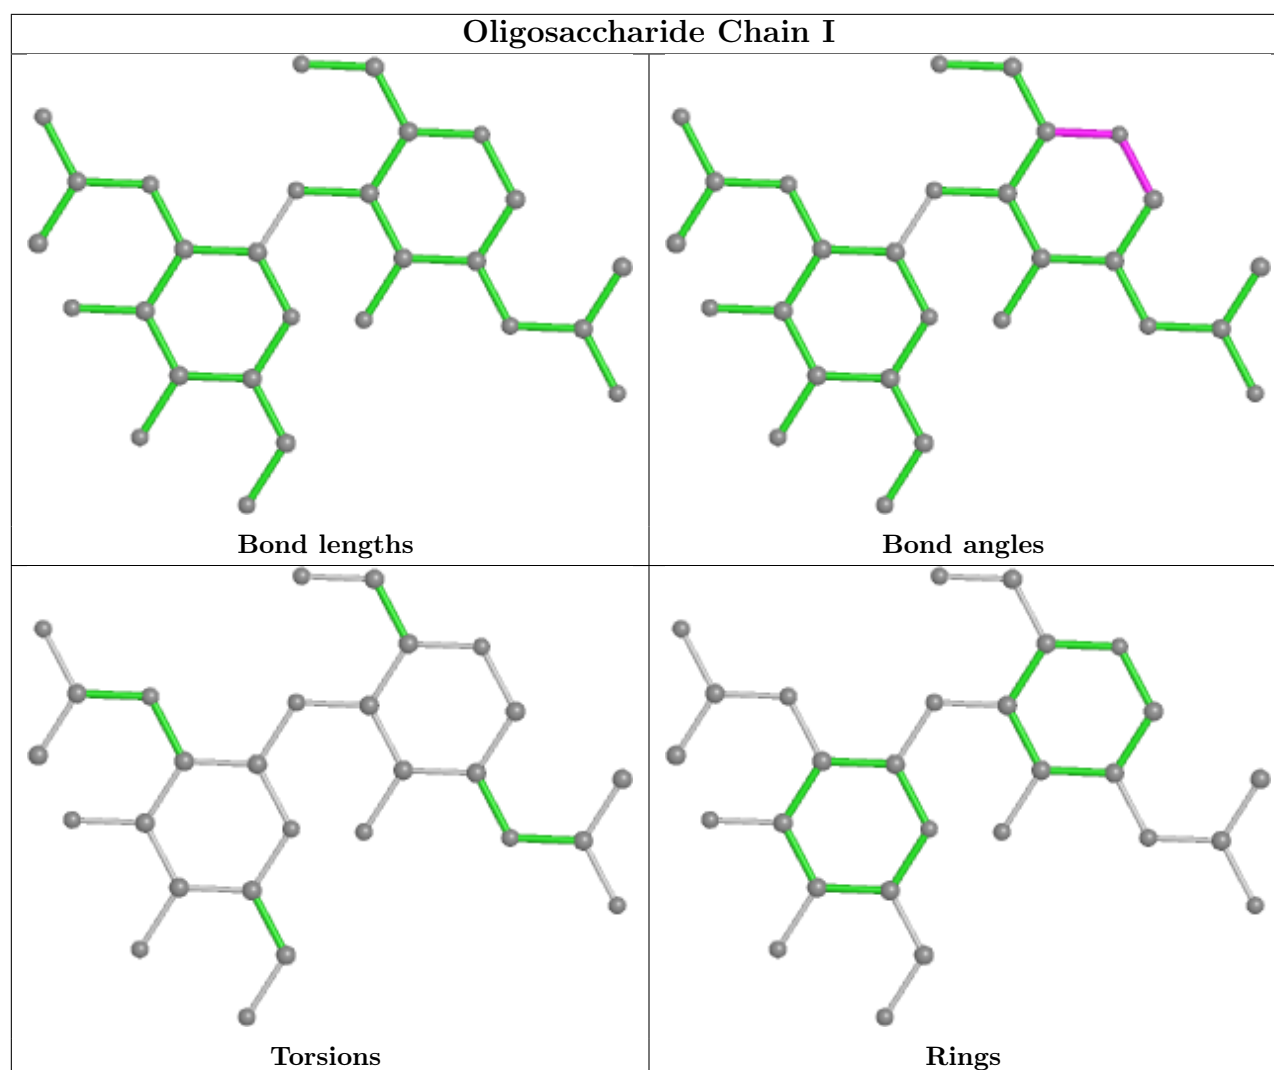 Oligosaccharide Chain I
Bond lengths
Bond angles
Torsions
Rings